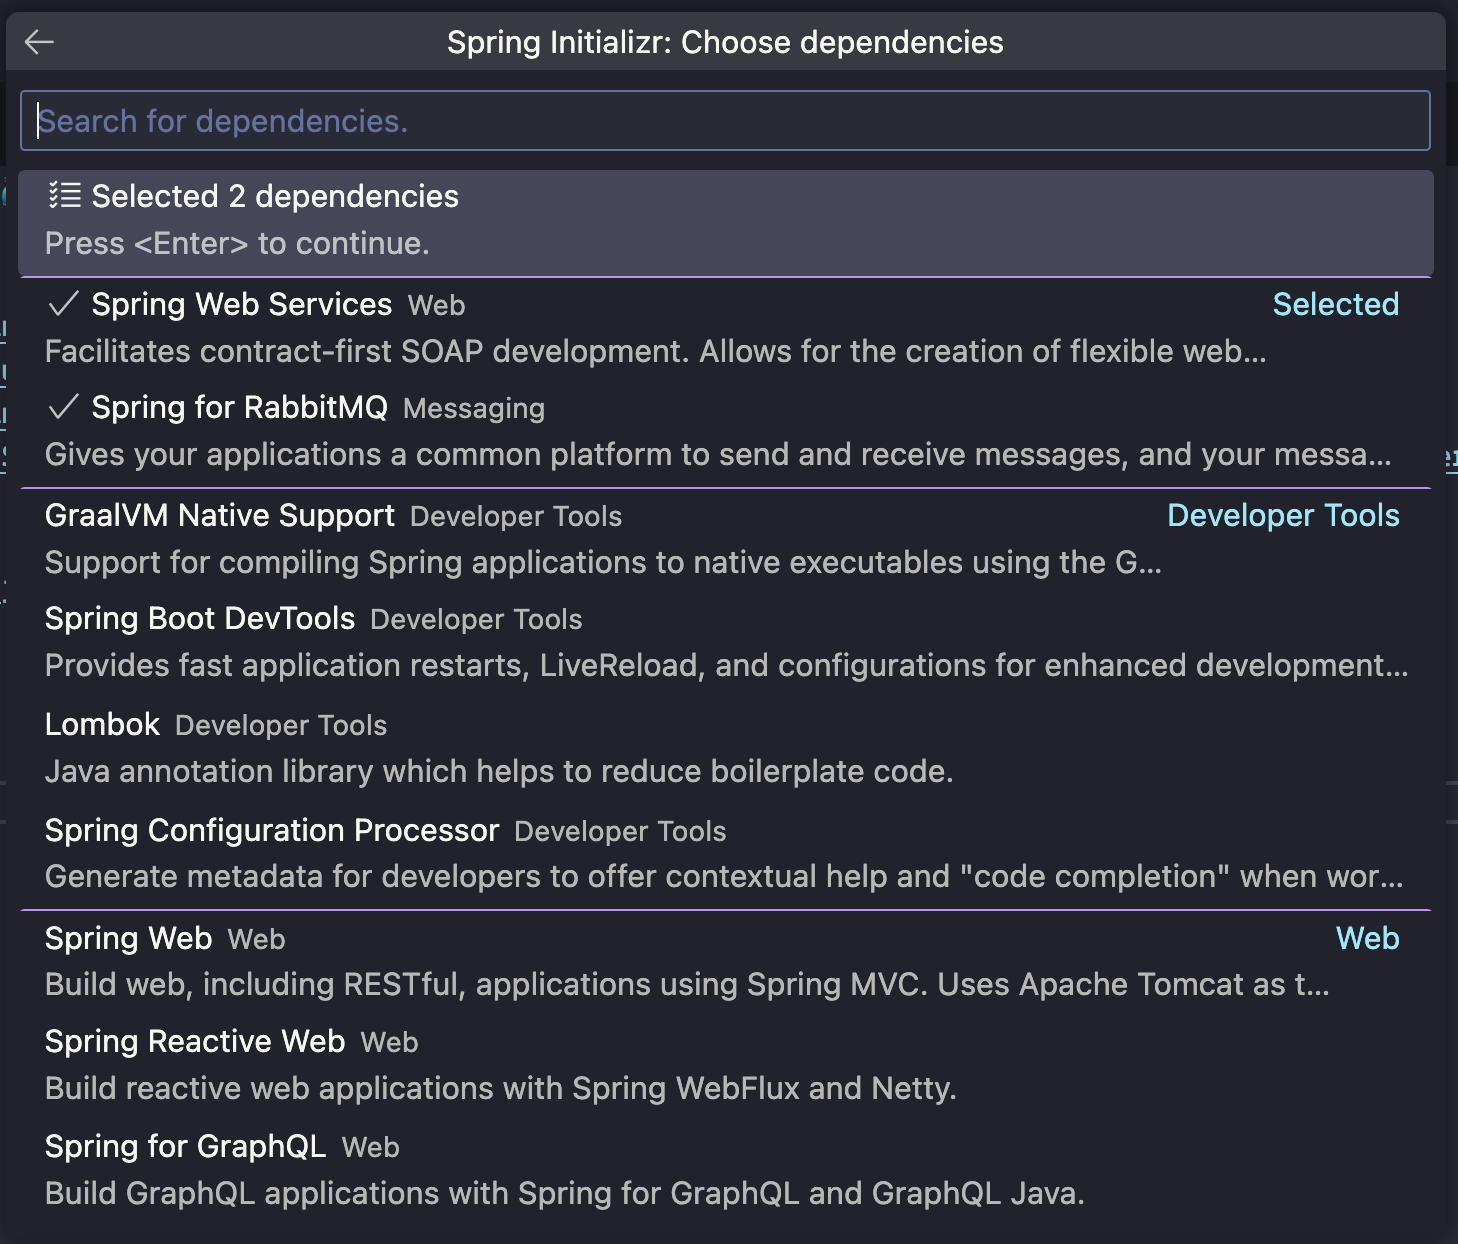 Spring Initializr: Choose dependencies
Search for dependencies.
Selected 2 dependencies
Press <Enter> to continue.
Spring Web Services Web Selected
Facilitates contract-first SOAP development. Allows for the creation of flexible web...
Spring for RabbitMQ Messaging
Gives your applications a common platform to send and receive messages, and your messa...
GraalVM Native Support Developer Tools Developer Tools
Support for compiling Spring applications to native executables using the G...
Spring Boot DevTools Developer Tools
Provides fast application restarts, LiveReload, and configurations for enhanced development...
Lombok Developer Tools
Java annotation library which helps to reduce boilerplate code.
Spring Configuration Processor Developer Tools
Generate metadata for developers to offer contextual help and "code completion" when wor...
Spring Web Web Web
Build web, including RESTful, applications using Spring MVC. Uses Apache Tomcat as t...
Spring Reactive Web Web
Build reactive web applications with Spring WebFlux and Netty.
Spring for GraphQL Web
Build GraphQL applications with Spring for GraphQL and GraphQL Java.